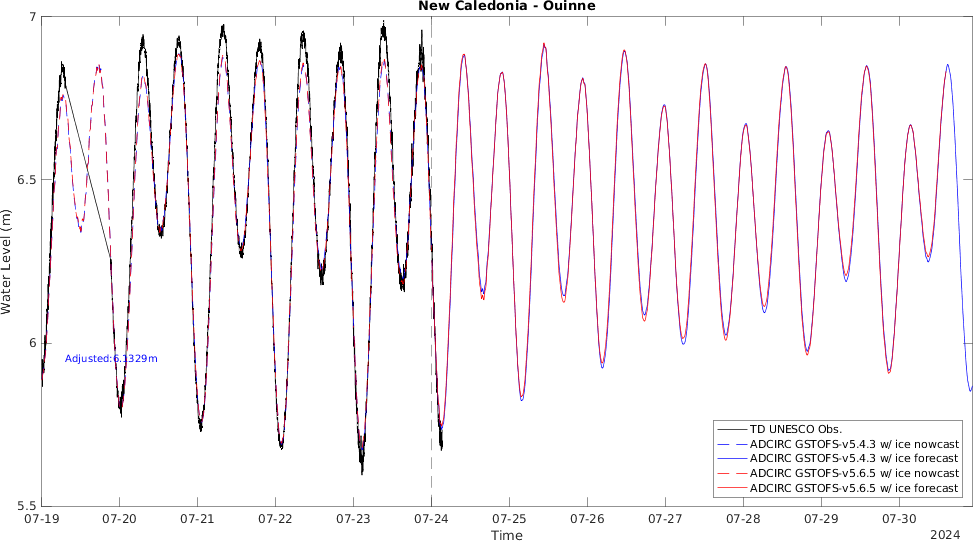 New Caledonia - Ouinne
Water Level (m)
7
6.5
6
5.5
Adjusted:6.1329m
TD UNESCO Obs.
ADCIRC GSTOFS-v5.4.3 w/ ice nowcast
ADCIRC GSTOFS-v5.4.3 w/ ice forecast
ADCIRC GSTOFS-v5.6.5 w/ ice nowcast
ADCIRC GSTOFS-v5.6.5 w/ ice forecast
07-19 07-20 07-21 07-22 07-23 07-24 07-25 07-26 07-27 07-28 07-29 07-30
Time
2024